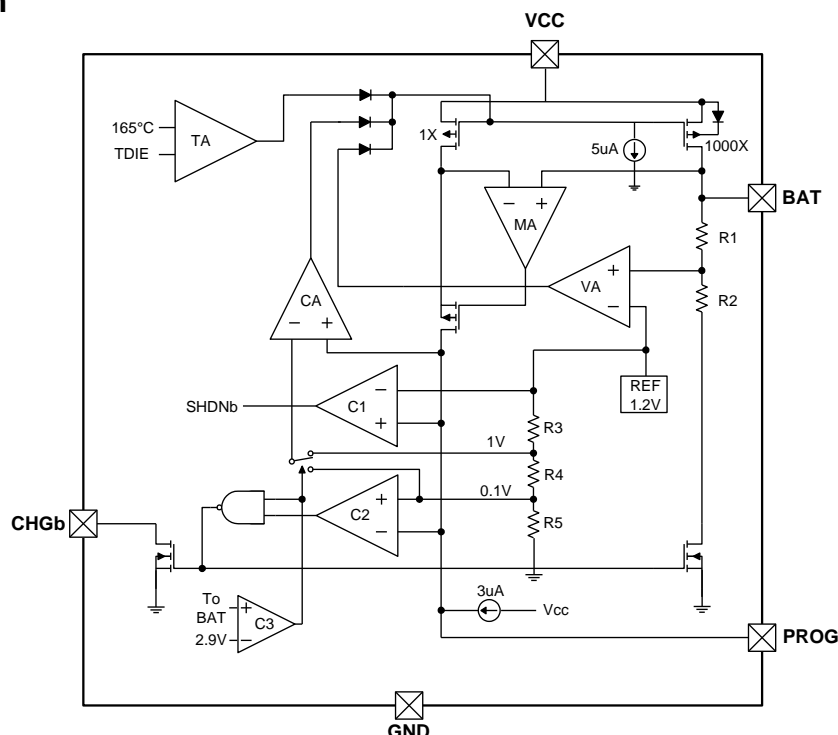 VCC
165°C
TDIE
TA
1X
5uA
1000X
BAT
− +
MA
R1
R2
+
VA
−
CA
− +
REF
1.2V
SHDNb
−
C1
+
R3
1V
R4
0.1V
R5
+
C2
−
CHGb
3uA
Vcc
To
BAT
+
C3
2.9V
−
PROG
GND